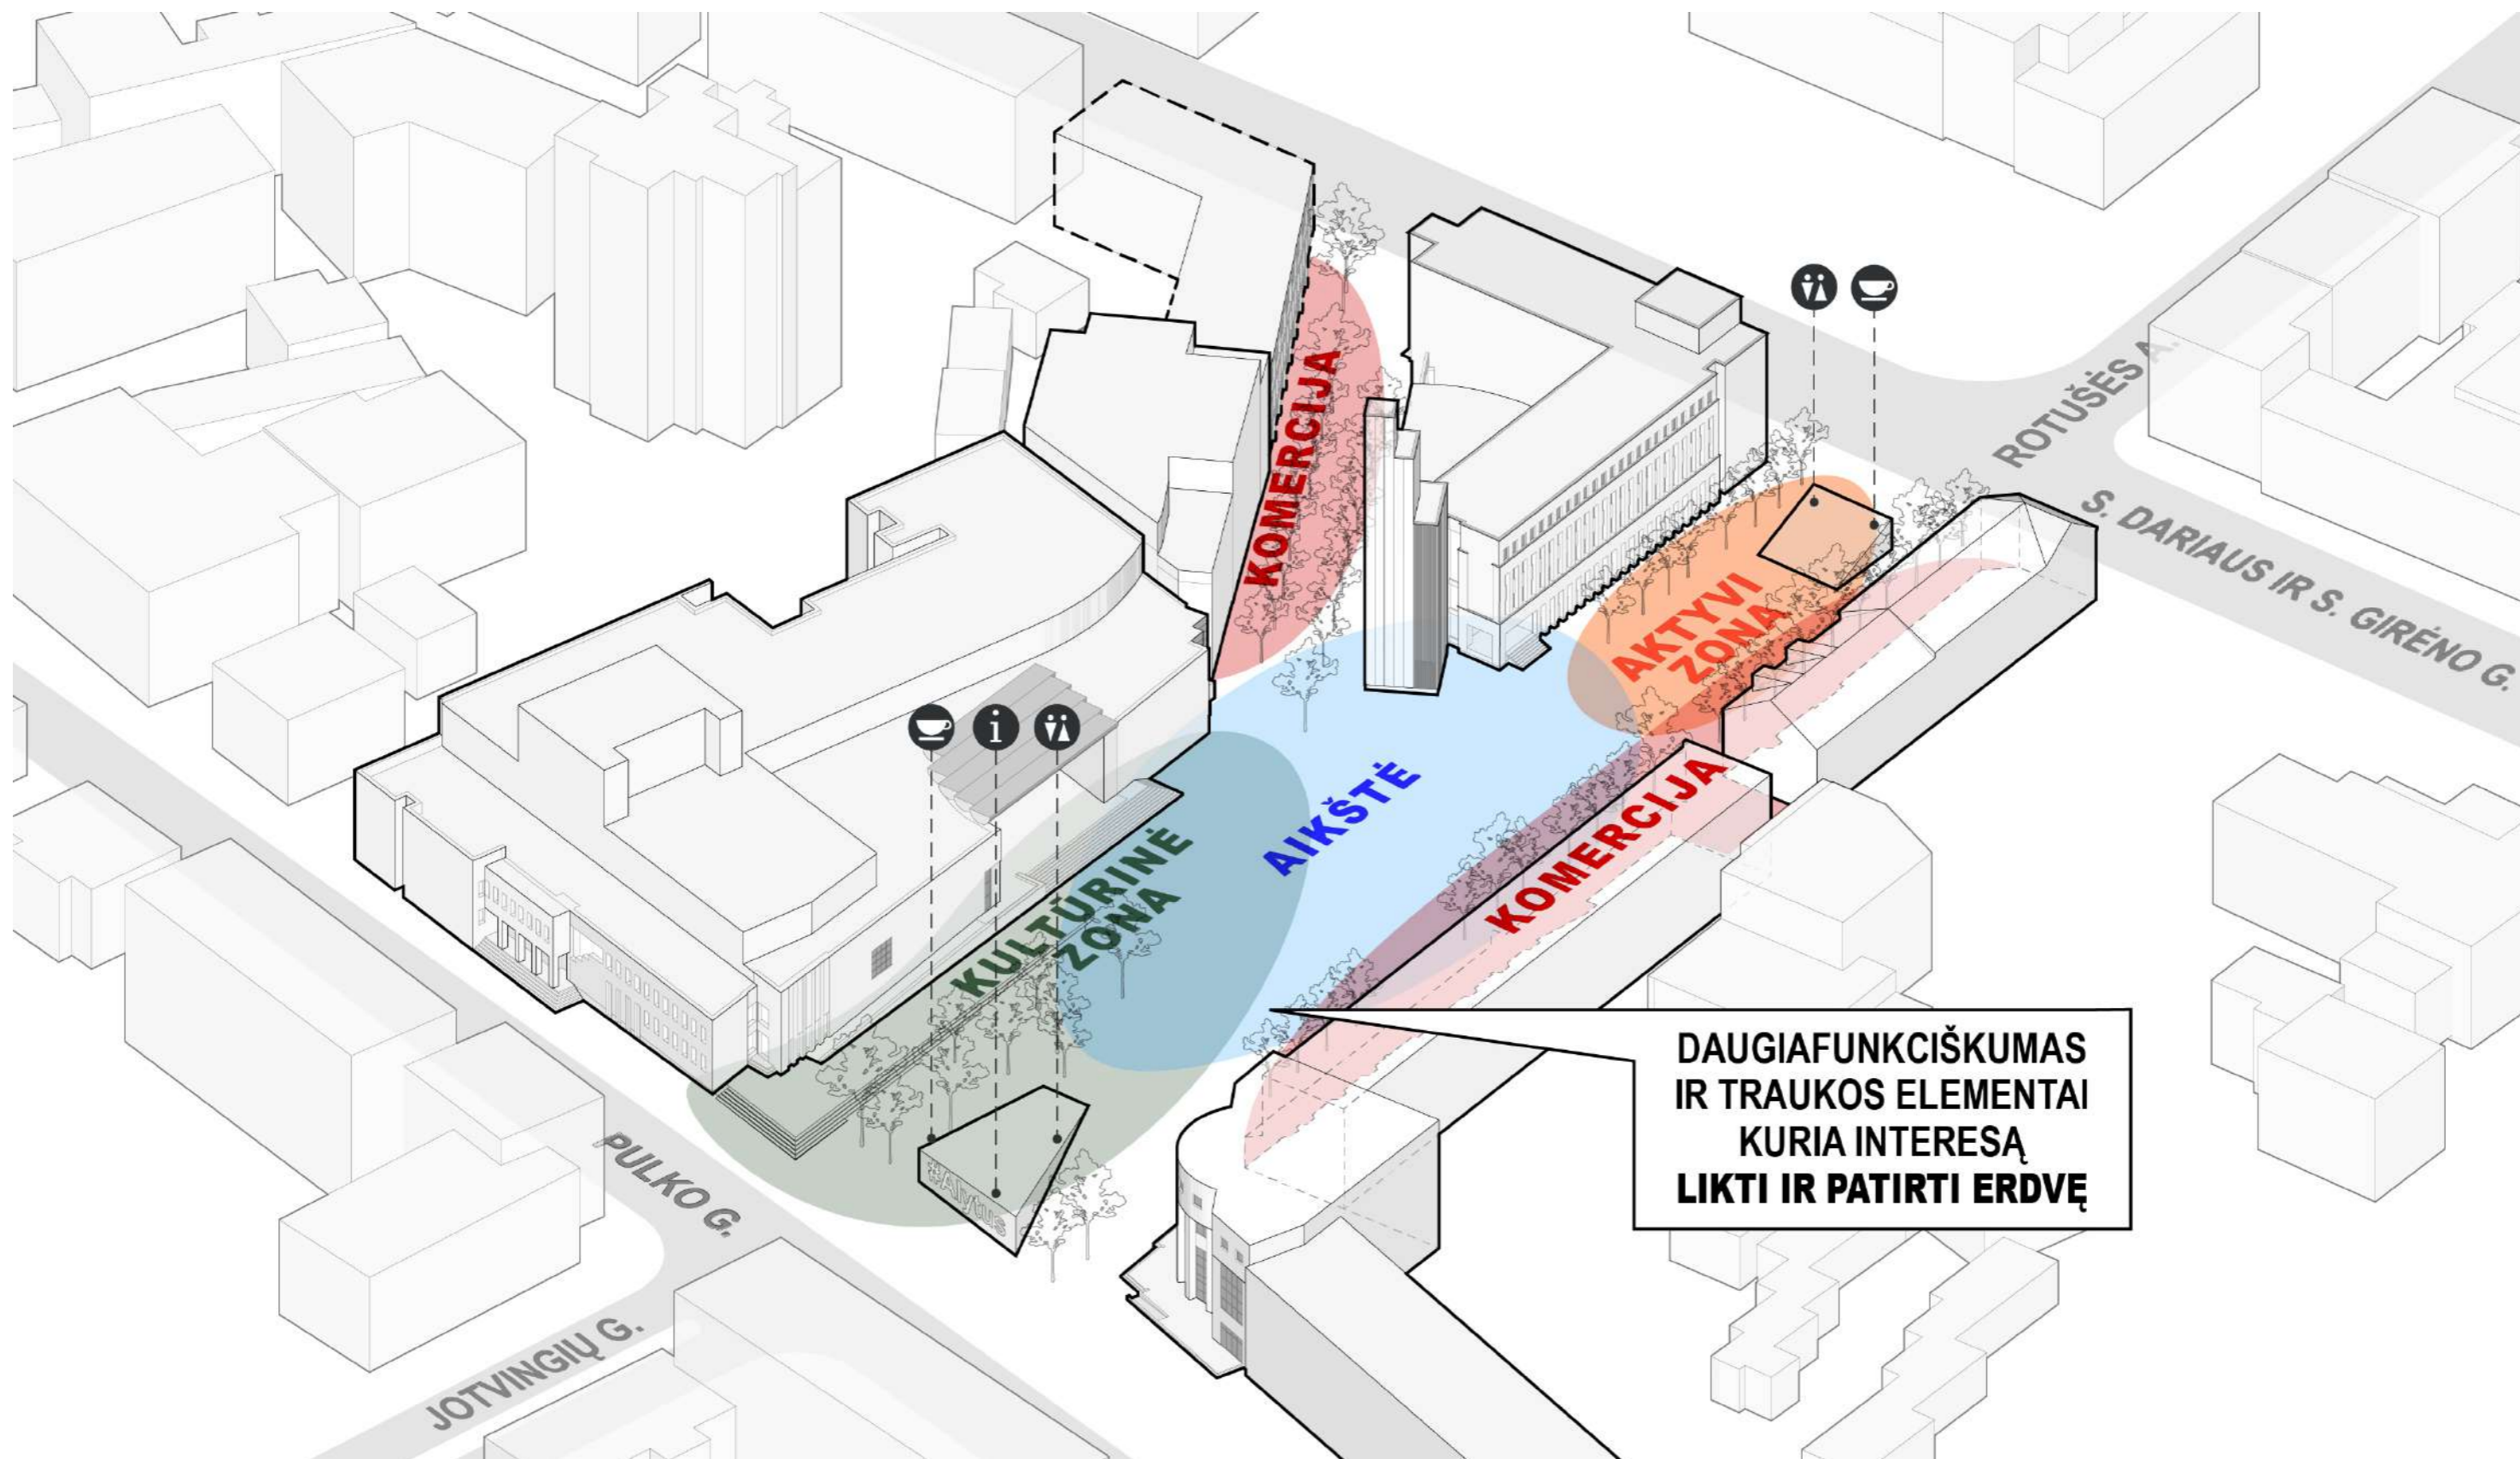 KOMERCIJA
ROTUŠĖS A.
S. DARIAUS IR S. GIRĖNO G.
AKTYVI
ZONA
AIKŠTĖ
KOMERCIJA
KULTŪRINĖ
ZONA
i
#Alytus
PULKO G.
JOTVINGIŲ G.
DAUGIAFUNKCIŠKUMAS
IR TRAUKOS ELEMENTAI
KURIA INTERESĄ
LIKTI IR PATIRTI ERDVĘ